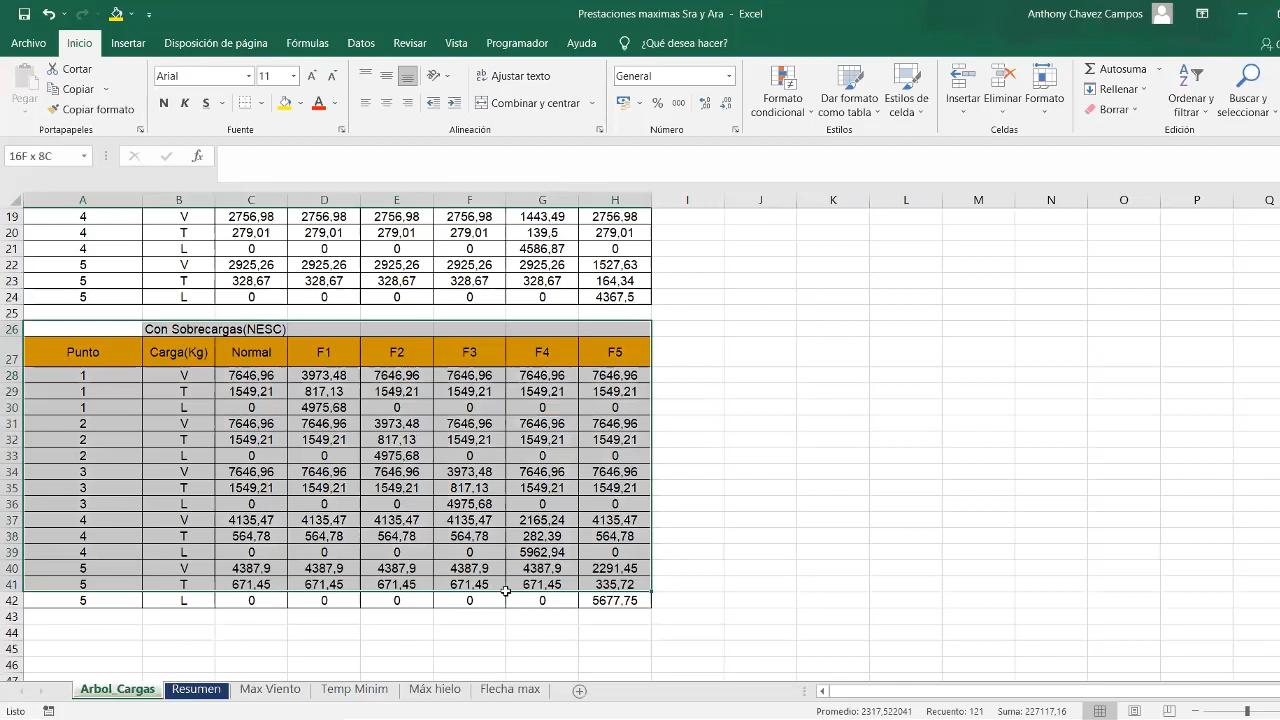 Prestaciones maximas Sra y Ara - Excel
Anthony Chavez Campos
Archivo Inicio Insertar Disposición de página Fórmulas Datos Revisar Vista Programador Ayuda ¿Qué desea hacer?
Pegar
Cortar
Copiar
Copiar formato
Portapapeles
Arial 11
N K S
Fuente
Ajustar texto
Combinar y centrar
Alineación
General
% 000
Número
Formato condicional
Dar formato como tabla
Estilos de celda
Estilos
Insertar Eliminar Formato
Celdas
Autosuma
Rellenar
Borrar
Ordenar y filtrar
Buscar y seleccionar
Edición
16F x 8C fx
A B C D E F G H I J K L M N O P Q
19 4 V 2756,98 2756,98 2756,98 2756,98 1443,49 2756,98
20 4 T 279,01 279,01 279,01 279,01 139,5 279,01
21 4 L 0 0 0 0 4586,87 0
22 5 V 2925,26 2925,26 2925,26 2925,26 2925,26 1527,63
23 5 T 328,67 328,67 328,67 328,67 328,67 164,34
24 5 L 0 0 0 0 0 4367,5
25
26 Con Sobrecargas(NESC)
27 Punto Carga(Kg) Normal F1 F2 F3 F4 F5
28 1 V 7646,96 3973,48 7646,96 7646,96 7646,96 7646,96
29 1 T 1549,21 817,13 1549,21 1549,21 1549,21 1549,21
30 1 L 0 4975,68 0 0 0 0
31 2 V 7646,96 7646,96 3973,48 7646,96 7646,96 7646,96
32 2 T 1549,21 1549,21 817,13 1549,21 1549,21 1549,21
33 2 L 0 0 4975,68 0 0 0
34 3 V 7646,96 7646,96 7646,96 3973,48 7646,96 7646,96
35 3 T 1549,21 1549,21 1549,21 817,13 1549,21 1549,21
36 3 L 0 0 0 4975,68 0 0
37 4 V 4135,47 4135,47 4135,47 4135,47 2165,24 4135,47
38 4 T 564,78 564,78 564,78 564,78 282,39 564,78
39 4 L 0 0 0 0 5962,94 0
40 5 V 4387,9 4387,9 4387,9 4387,9 4387,9 2291,45
41 5 T 671,45 671,45 671,45 671,45 671,45 335,72
42 5 L 0 0 0 0 0 5677,75
43
44
45
46
Arbol_Cargas Resumen Max Viento Temp Minim Máx hielo Flecha max
Listo Promedio: 2317,522041 Recuento: 121 Suma: 227117,16